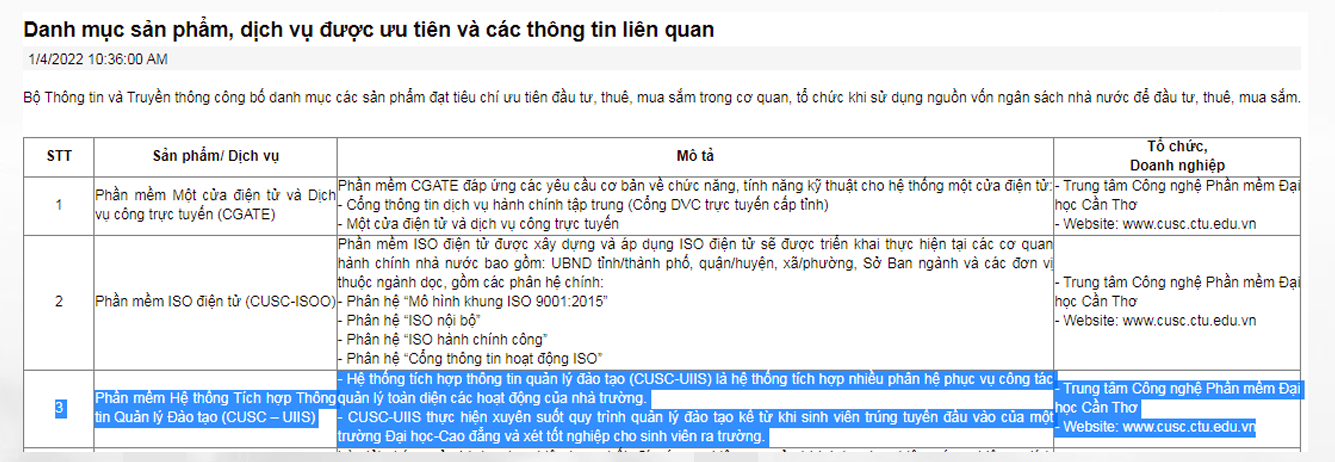 Danh mục sản phẩm, dịch vụ được ưu tiên và các thông tin liên quan
1/4/2022 10:36:00 AM
Bộ Thông tin và Truyền thông công bố danh mục các sản phẩm đạt tiêu chí ưu tiên đầu tư, thuê, mua sắm trong cơ quan, tổ chức khi sử dụng nguồn vốn ngân sách nhà nước để đầu tư, thuê, mua sắm.
STT
Sản phẩm/ Dịch vụ
Mô tả
Tổ chức,
Doanh nghiệp
1
Phần mềm Một cửa điện tử và Dịch
vụ công trực tuyến (CGATE)
Phần mềm CGATE đáp ứng các yêu cầu cơ bản về chức năng, tính năng kỹ thuật cho hệ thống một cửa điện tử:
- Cổng thông tin dịch vụ hành chính tập trung (Cổng DVC trực tuyến cấp tỉnh)
- Một cửa điện tử và dịch vụ công trực tuyến
- Trung tâm Công nghệ Phần mềm Đại
học Cần Thơ
- Website: www.cusc.ctu.edu.vn
2
Phần mềm ISO điện tử (CUSC-ISOO)
Phần mềm ISO điện tử được xây dựng và áp dụng ISO điện tử sẽ được triển khai thực hiện tại các cơ quan
hành chính nhà nước bao gồm: UBND tỉnh/thành phố, quận/huyện, xã/phường, Sở Ban ngành và các đơn vị
thuộc ngành dọc, gồm các phân hệ chính:
- Phân hệ “Mô hình khung ISO 9001:2015”
- Phân hệ “ISO nội bộ”
- Phân hệ “ISO hành chính công”
- Phân hệ “Cổng thông tin hoạt động ISO”
- Trung tâm Công nghệ Phần mềm Đại
học Cần Thơ
- Website: www.cusc.ctu.edu.vn
3
Phần mềm Hệ thống Tích hợp Thông
tin Quản lý Đào tạo (CUSC – UIIS)
- Hệ thống tích hợp thông tin quản lý đào tạo (CUSC-UIIS) là hệ thống tích hợp nhiều phân hệ phục vụ công tác
quản lý toàn diện các hoạt động của nhà trường.
- CUSC-UIIS thực hiện xuyên suốt quy trình quản lý đào tạo kể từ khi sinh viên trúng tuyển đầu vào của một
trường Đại học-Cao đẳng và xét tốt nghiệp cho sinh viên ra trường.
- Trung tâm Công nghệ Phần mềm Đại
học Cần Thơ
- Website: www.cusc.ctu.edu.vn